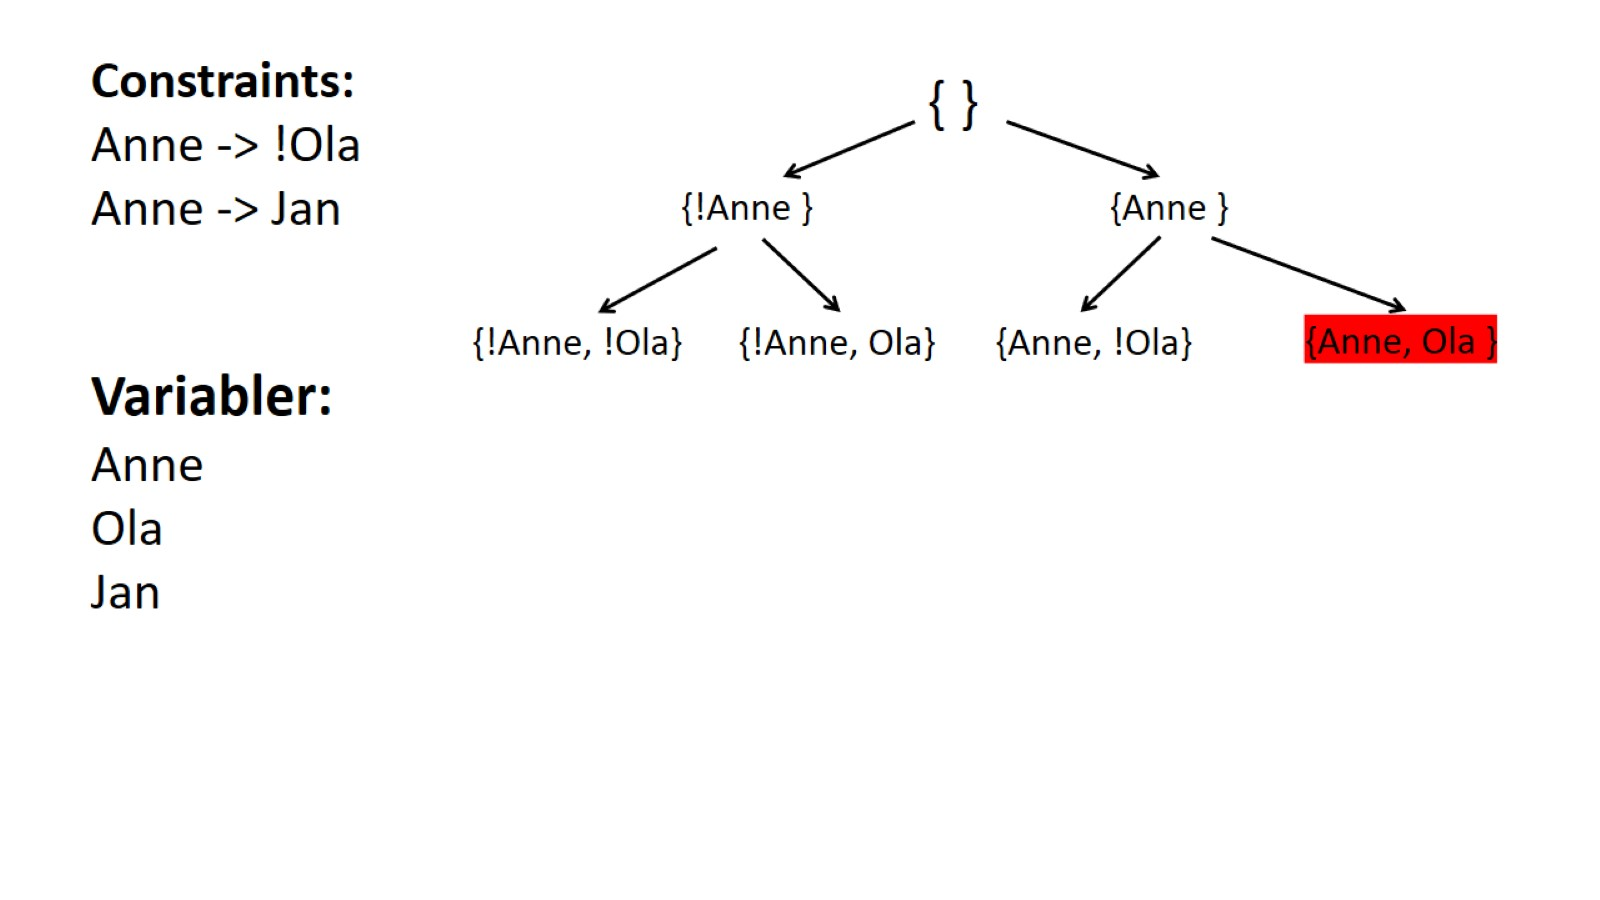 Constraints:
Anne -> !Ola
Anne -> Jan
{ }
{!Anne }
{Anne }
{!Anne, !Ola}
{!Anne, Ola}
{Anne, !Ola}
{Anne, Ola }
Variabler:
Anne
Ola
Jan